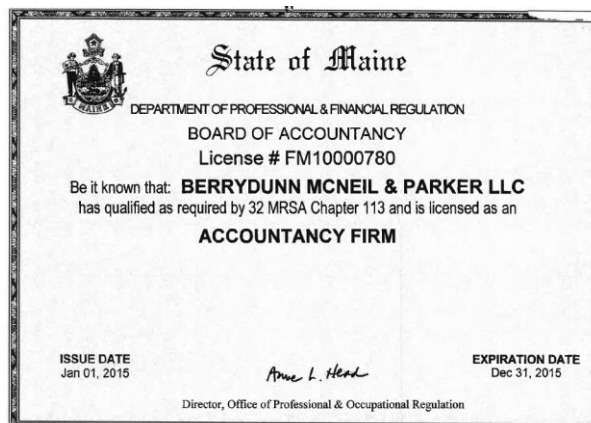 State of Maine
MAINE
DEPARTMENT OF PROFESSIONAL & FINANCIAL REGULATION
BOARD OF ACCOUNTANCY
License # FM10000780
Be it known that: BERRYDUNN MCNEIL & PARKER LLC
has qualified as required by 32 MRSA Chapter 113 and is licensed as an
ACCOUNTANCY FIRM
ISSUE DATE
Jan 01, 2015
Anne L. Head
EXPIRATION DATE
Dec 31, 2015
Director, Office of Professional & Occupational Regulation